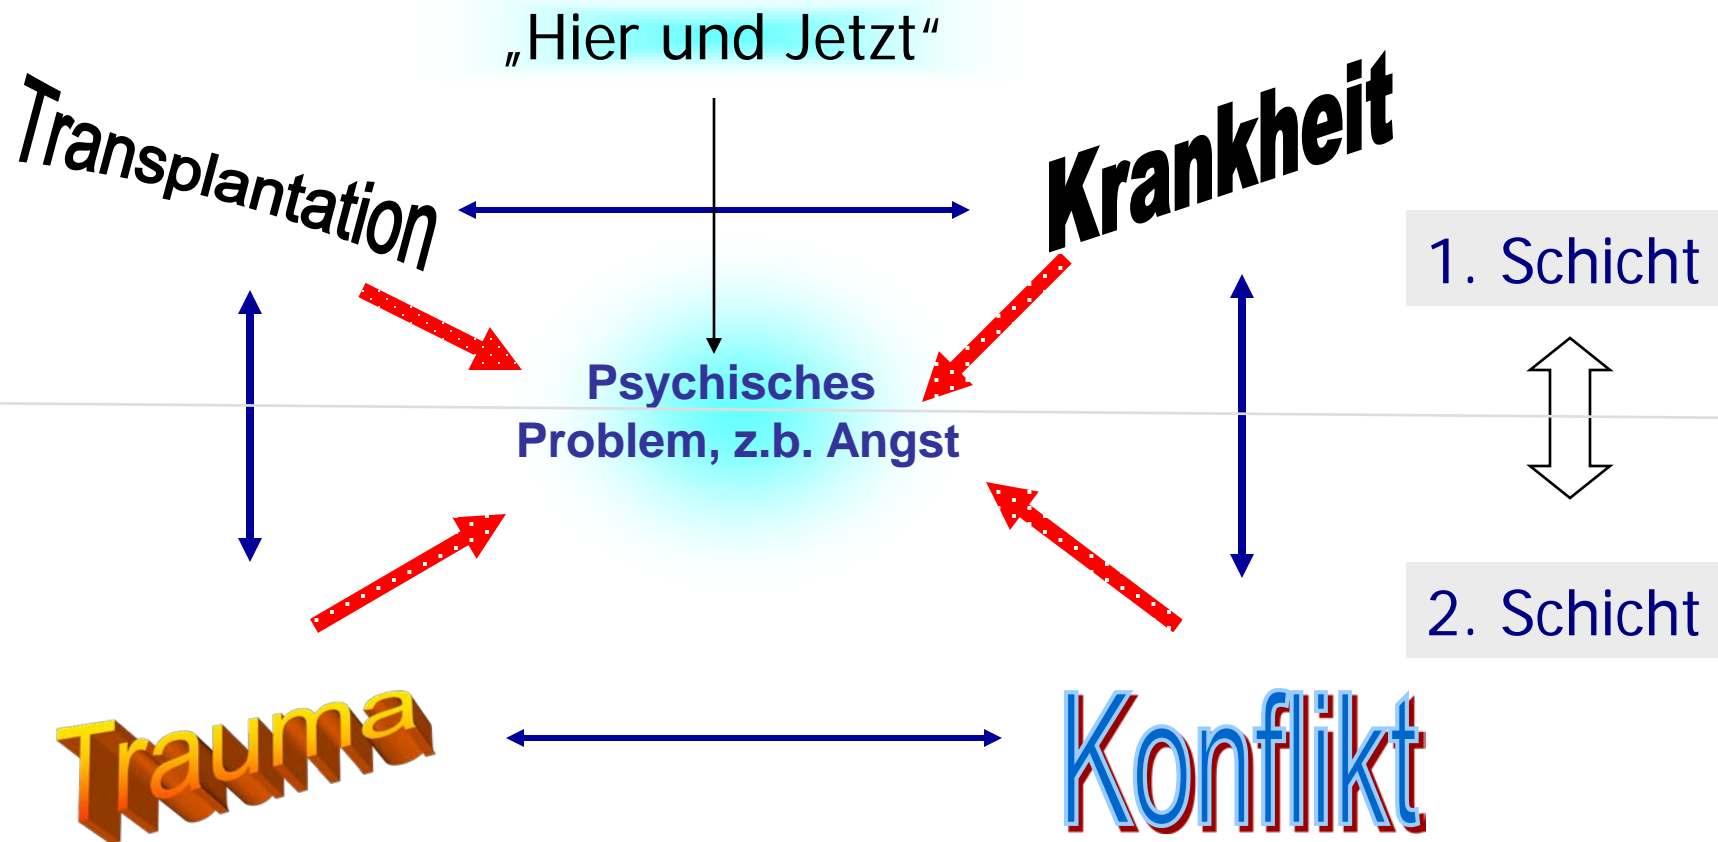 „Hier und Jetzt“
Transplantation
Krankheit
1. Schicht
Psychisches
Problem, z.b. Angst
2. Schicht
Trauma
Konflikt